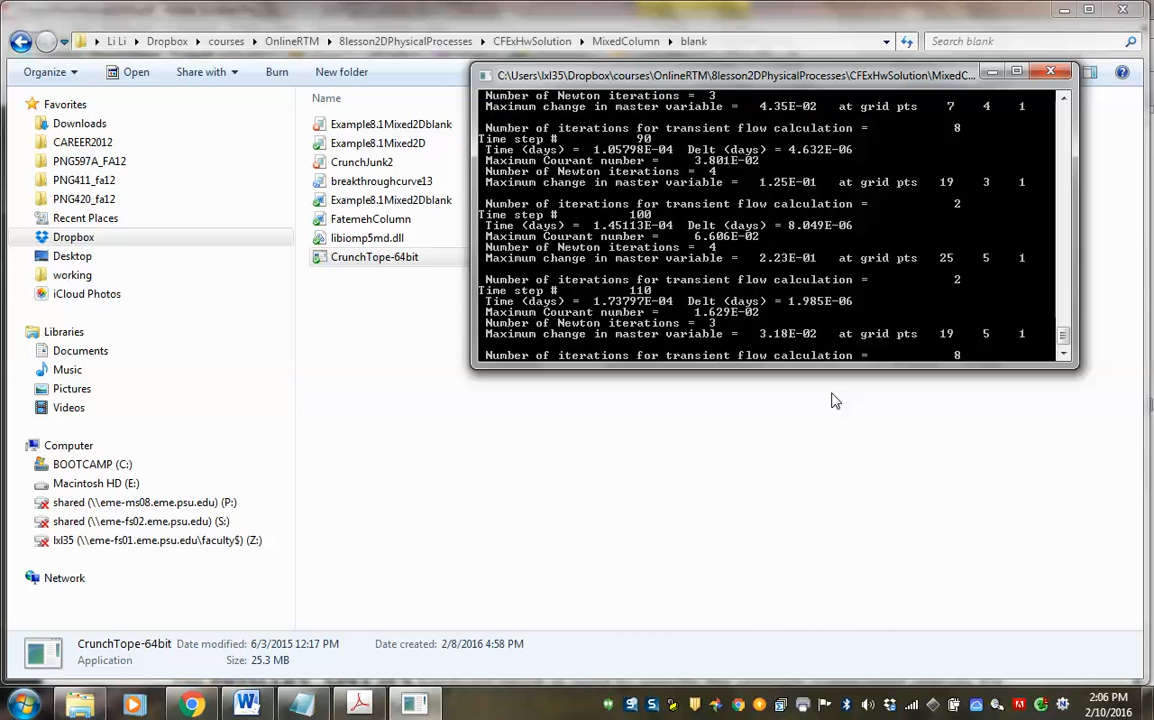 Li Li
Dropbox
courses
OnlineRTM
8lesson2DPhysicalProcesses
CFExHwSolution
MixedColumn
blank
Search blank
Organize
Open
Share with
Burn
New folder
Favorites
Downloads
CAREER2012
PNG597A_FA12
PNG411_fa12
PNG420_fa12
Recent Places
Dropbox
Desktop
working
iCloud Photos
Libraries
Documents
Music
Pictures
Videos
Computer
BOOTCAMP (C:)
Macintosh HD (E:)
shared (\\eme-ms08.eme.psu.edu) (P:)
shared (\\eme-fs02.eme.psu.edu) (S:)
lxl35 (\\eme-fs01.eme.psu.edu\faculty$) (Z:)
Network
Name
Example8.1Mixed2Dblank
Example8.1Mixed2D
CrunchJunk2
breakthroughcurve13
Example8.1Mixed2Dblank
FatemehColumn
libiomp5md.dll
CrunchTope-64bit
C:\Users\lxl35\Dropbox\courses\OnlineRTM\8lesson2DPhysicalProcesses\CFExHwSolution\MixedC...
Number of Newton iterations = 3
Maximum change in master variable = 4.35E-02 at grid pts 7 4 1
Number of iterations for transient flow calculation = 8
Time step # 90
Time (days) = 1.05798E-04 Delt (days) = 4.632E-06
Maximum Courant number = 3.801E-02
Number of Newton iterations = 4
Maximum change in master variable = 1.25E-01 at grid pts 19 3 1
Number of iterations for transient flow calculation = 2
Time step # 100
Time (days) = 1.45113E-04 Delt (days) = 8.049E-06
Maximum Courant number = 6.606E-02
Number of Newton iterations = 4
Maximum change in master variable = 2.23E-01 at grid pts 25 5 1
Number of iterations for transient flow calculation = 2
Time step # 110
Time (days) = 1.73797E-04 Delt (days) = 1.985E-06
Maximum Courant number = 1.629E-02
Number of Newton iterations = 3
Maximum change in master variable = 3.18E-02 at grid pts 19 5 1
Number of iterations for transient flow calculation = 8
CrunchTope-64bit Date modified: 6/3/2015 12:17 PM Date created: 2/8/2016 4:58 PM
Application Size: 25.3 MB
2:06 PM
2/10/2016